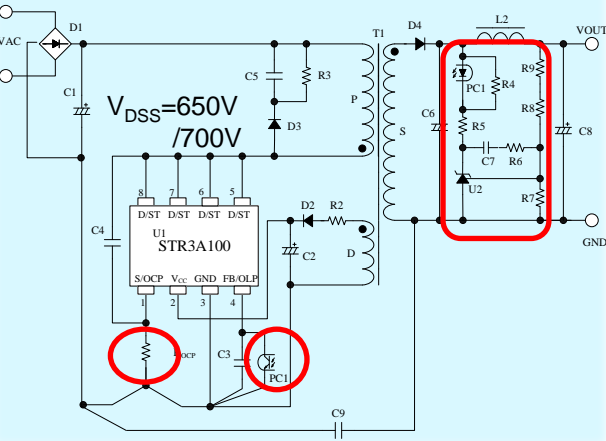 D1
VAC
C1
V_DSS=650V
/700V
C5
R3
D3
T1
P
S
D4
L2
VOUT
PC1
R4
R9
R8
C6
R5
C7
R6
C8
U2
R7
GND
8 7 6 5
D/ST D/ST D/ST D/ST
U1
STR3A100
S/OCP VCC GND FB/OLP
1 2 3 4
C4
D2
R2
C2
D
C3
PC1
C9